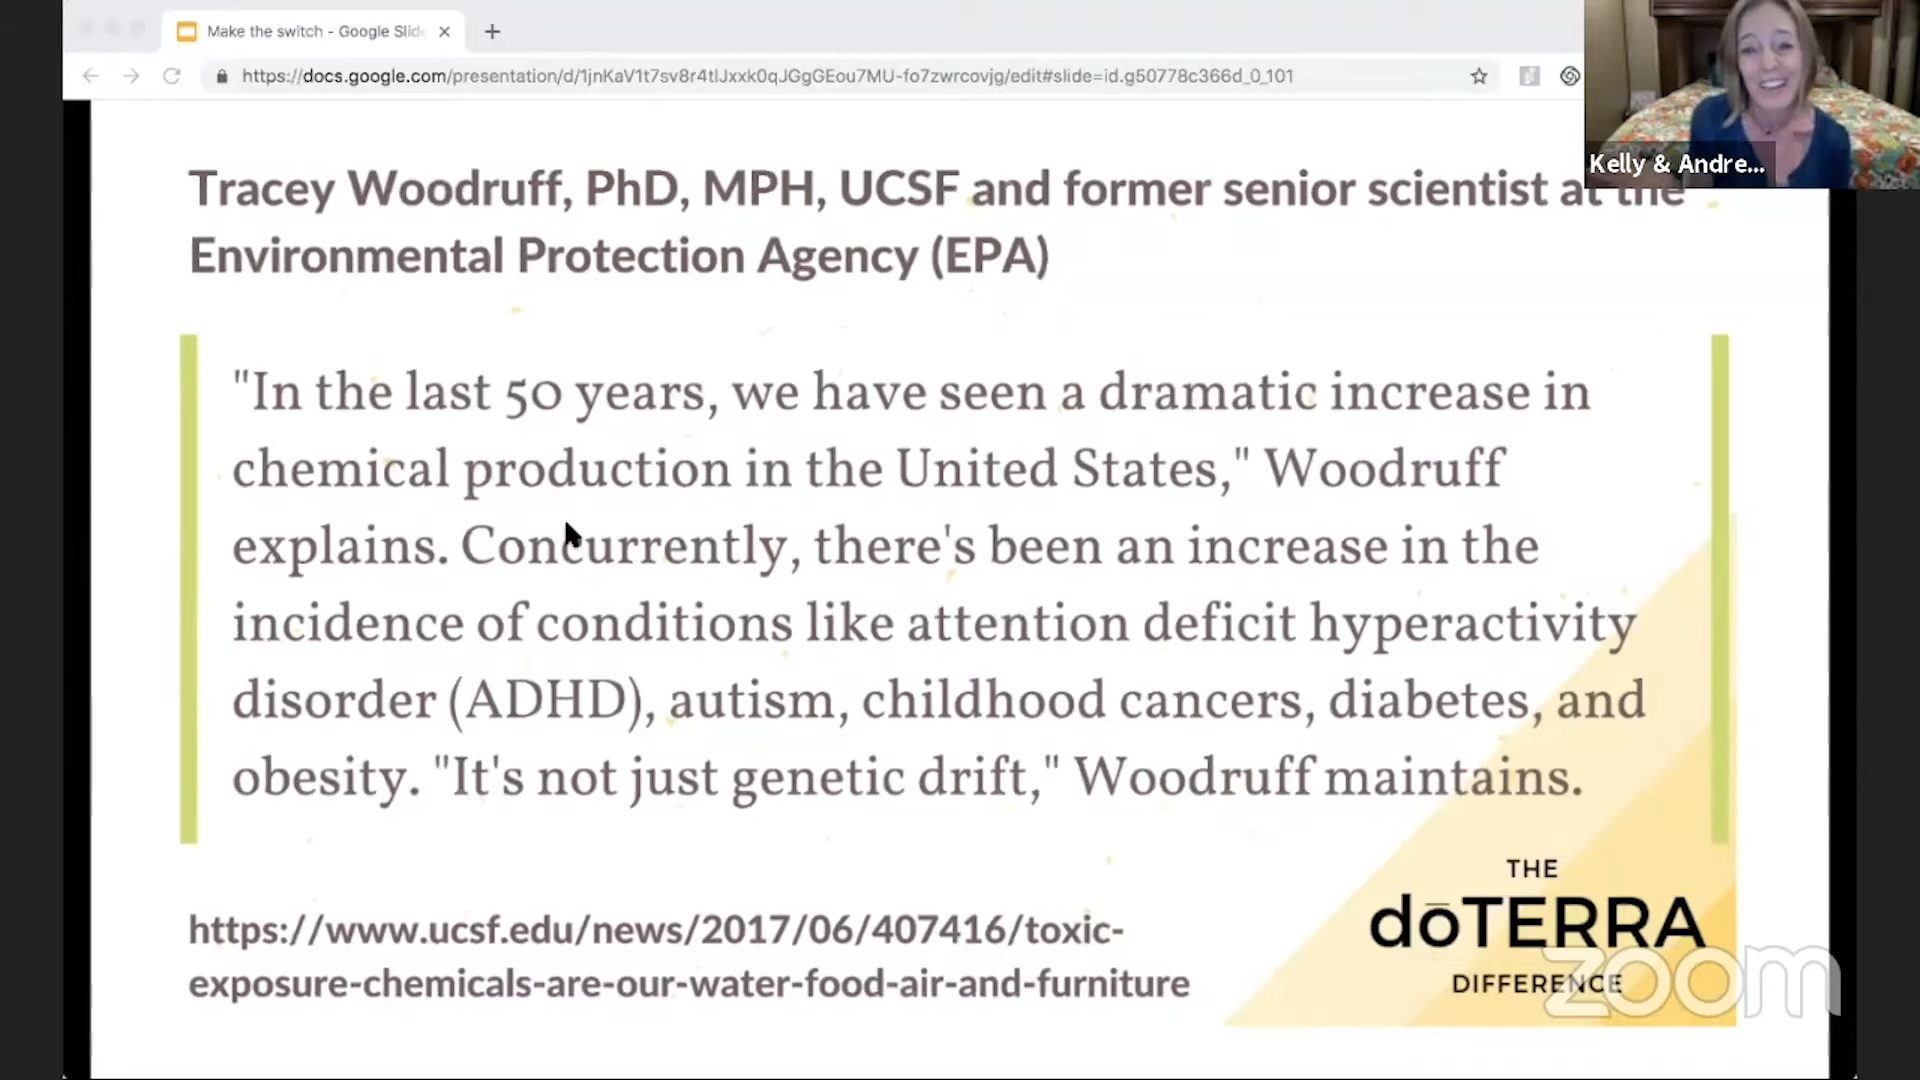 Make the switch - Google Slid
https://docs.google.com/presentation/d/1jnKaV1t7sv8r4tlJxxk0qJGgGEou7MU-fo7zwrcovjg/edit#slide=id.g50778c366d_0_101
Kelly & Andre...
Tracey Woodruff, PhD, MPH, UCSF and former senior scientist at the
Environmental Protection Agency (EPA)
"In the last 50 years, we have seen a dramatic increase in
chemical production in the United States," Woodruff
explains. Concurrently, there's been an increase in the
incidence of conditions like attention deficit hyperactivity
disorder (ADHD), autism, childhood cancers, diabetes, and
obesity. "It's not just genetic drift," Woodruff maintains.
https://www.ucsf.edu/news/2017/06/407416/toxic-
exposure-chemicals-are-our-water-food-air-and-furniture
THE
dōTERRA
DIFFERENCE
zoom